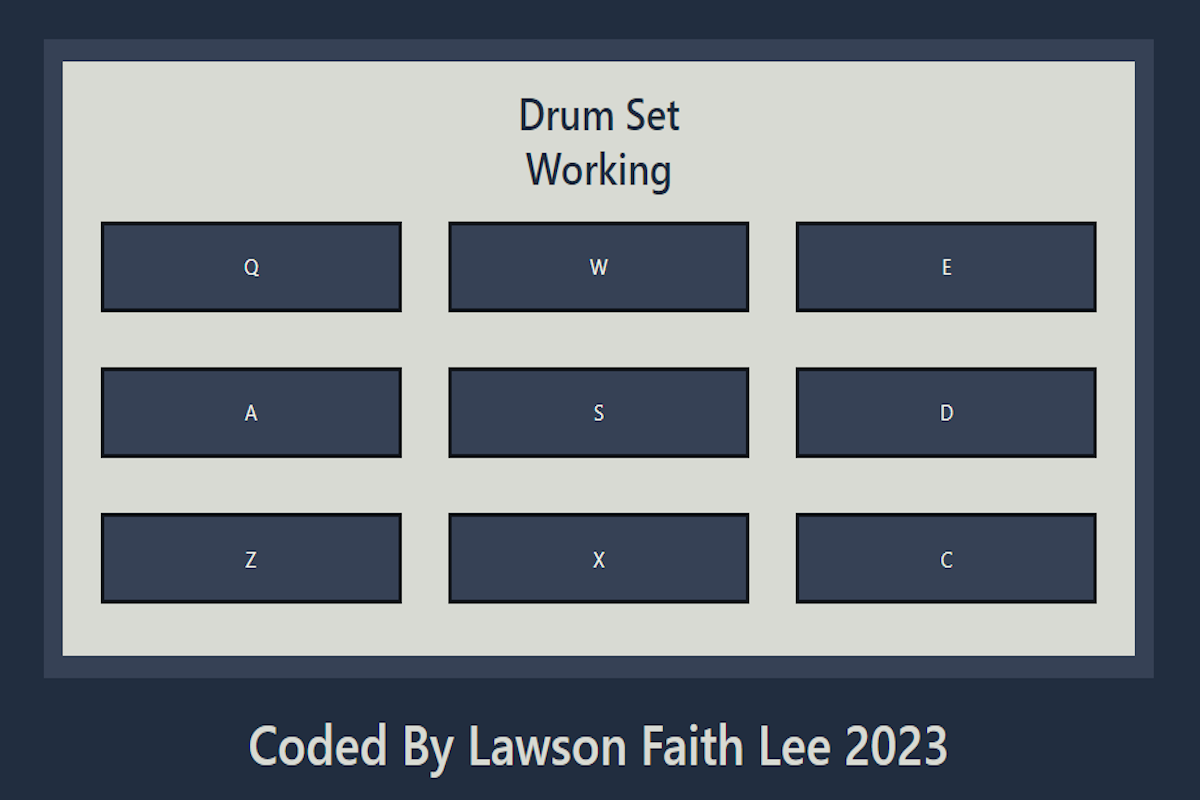 Drum Set
Working
Q W E
A S D
Z X C
Coded By Lawson Faith Lee 2023